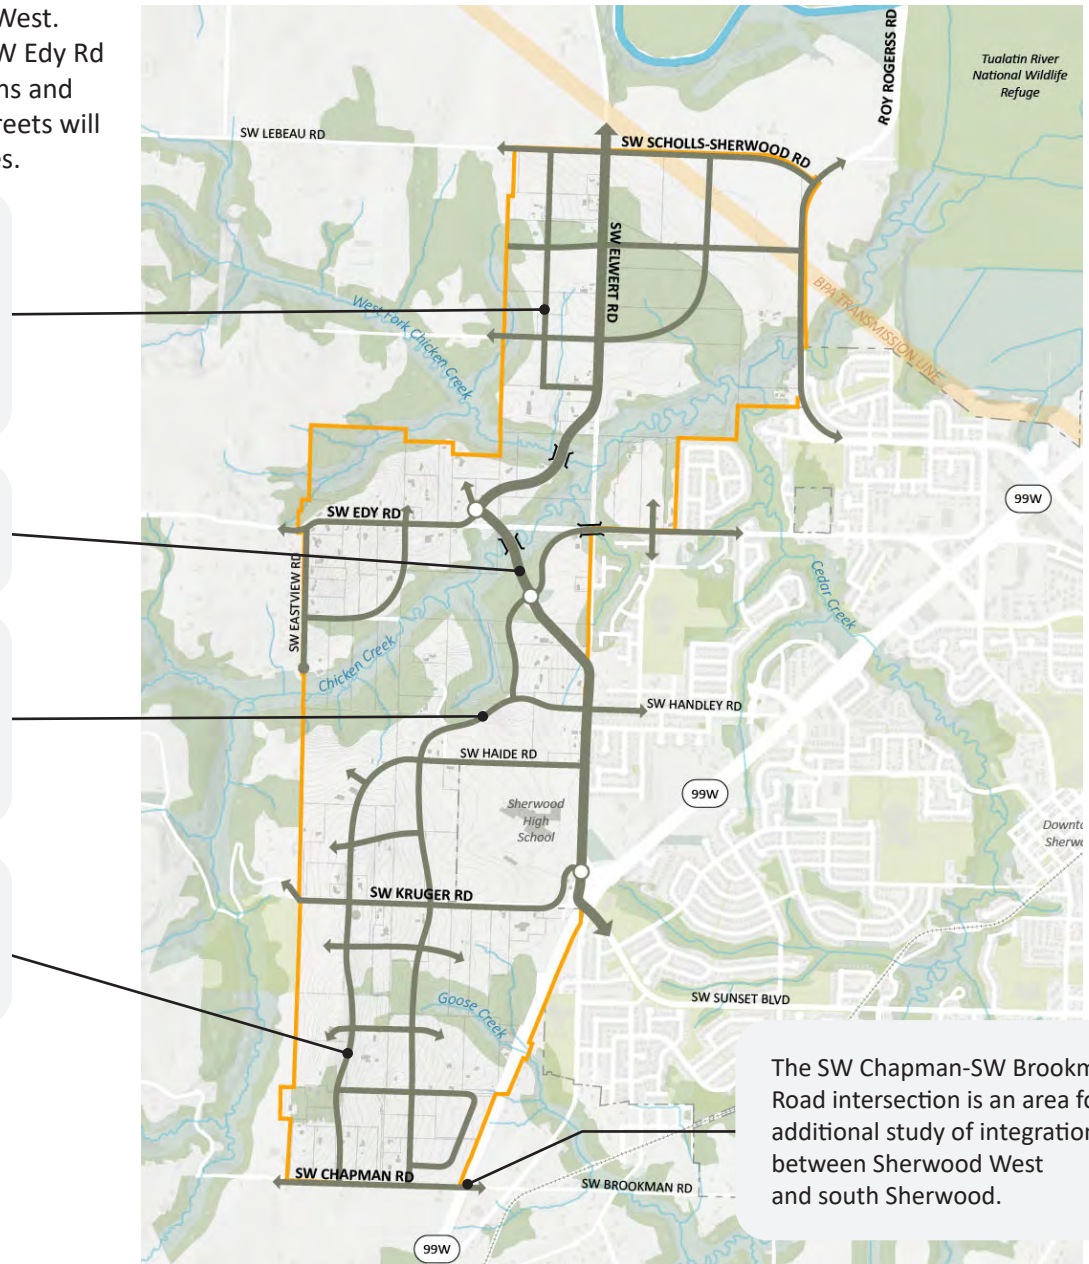 West.
W Edy Rd
ns and
reets will
es.
ROY ROGERSS RD
Tualatin River
National Wildlife
Refuge
SW LEBEAU RD
SW SCHOLLS-SHERWOOD RD
SW ELWERT RD
BPA TRANSMISSION LINE
West Fork Chicken Creek
99W
SW EDY RD
SW EASTVIEW RD
Cedar Creek
Chicken Creek
SW HANDLEY RD
SW HAIDE RD
99W
Sherwood
High
School
Downto
Sherwo
SW KRUGER RD
Goose Creek
SW SUNSET BLVD
The SW Chapman-SW Brookm
Road intersection is an area fo
additional study of integration
between Sherwood West
and south Sherwood.
SW CHAPMAN RD
SW BROOKMAN RD
99W